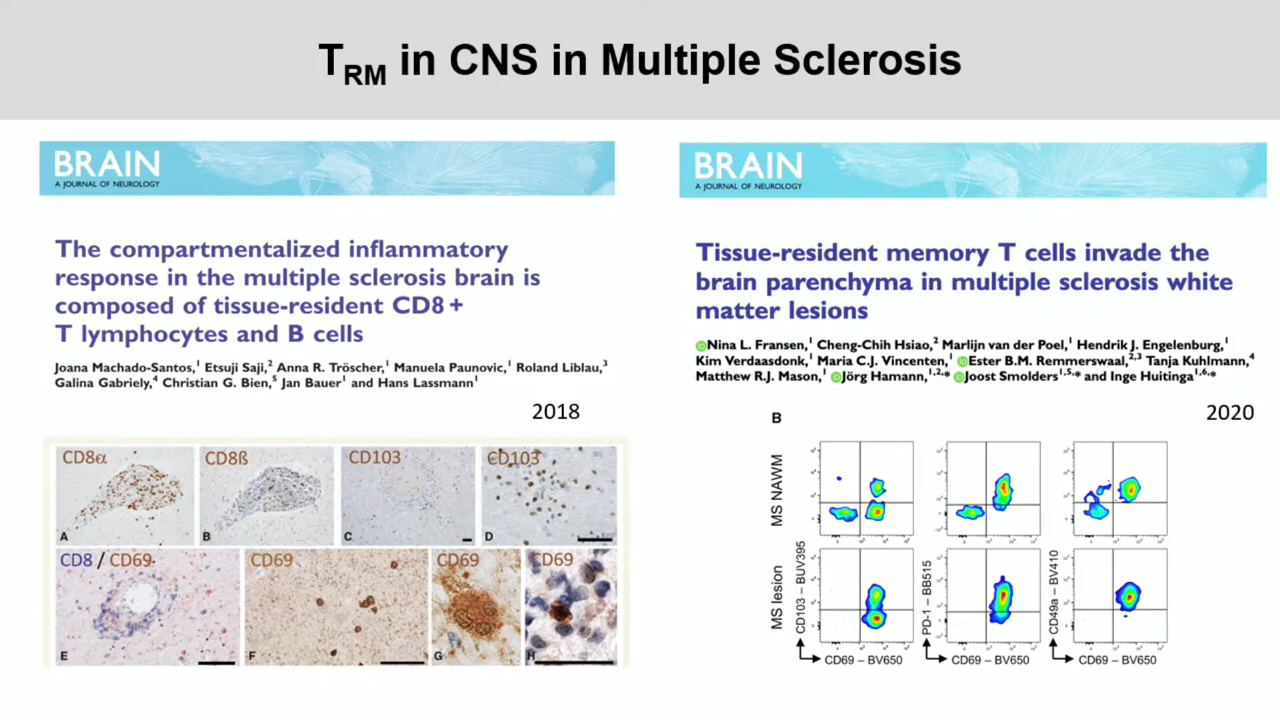 TRM in CNS in Multiple Sclerosis
BRAIN
A JOURNAL OF NEUROLOGY
The compartmentalized inflammatory
response in the multiple sclerosis brain is
composed of tissue-resident CD8+
T lymphocytes and B cells
Joana Machado-Santos,1 Etsuji Saji,2 Anna R. Tröscher,1 Manuela Paunovic,1 Roland Liblau,3
Galina Gabriely,4 Christian G. Bien,5 Jan Bauer1 and Hans Lassmann1
2018
CD8α
CD8ß
CD103
CD103
A
B
C
D
CD8 / CD69
CD69
CD69
CD69
E
F
G
H
BRAIN
A JOURNAL OF NEUROLOGY
Tissue-resident memory T cells invade the
brain parenchyma in multiple sclerosis white
matter lesions
Nina L. Fransen,1 Cheng-Chih Hsiao,2 Marlijn van der Poel,1 Hendrik J. Engelenburg,1
Kim Verdaasdonk,1 Maria C.J. Vincenten,1 Ester B.M. Remmerswaal,2,3 Tanja Kuhlmann,4
Matthew R.J. Mason,1 Jörg Hamann,1,2,* Joost Smolders1,5,* and Inge Huitinga1,6,*
2020
B
MS NAWM
MS lesion
CD103 – BUV395
PD-1 – BB515
CD49a – BV410
CD69 – BV650
CD69 – BV650
CD69 – BV650